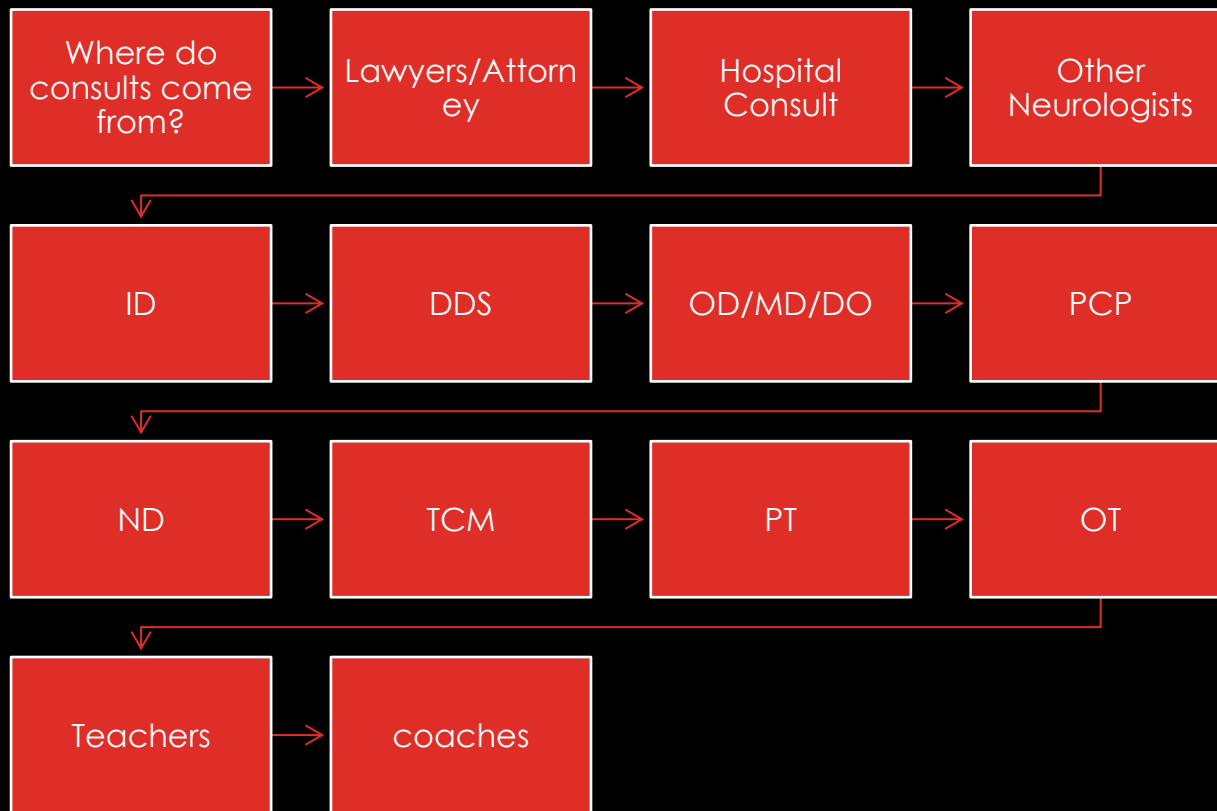 Where do
consults come
from?
Lawyers/Attorn
ey
Hospital
Consult
Other
Neurologists
ID
DDS
OD/MD/DO
PCP
ND
TCM
PT
OT
Teachers
coaches